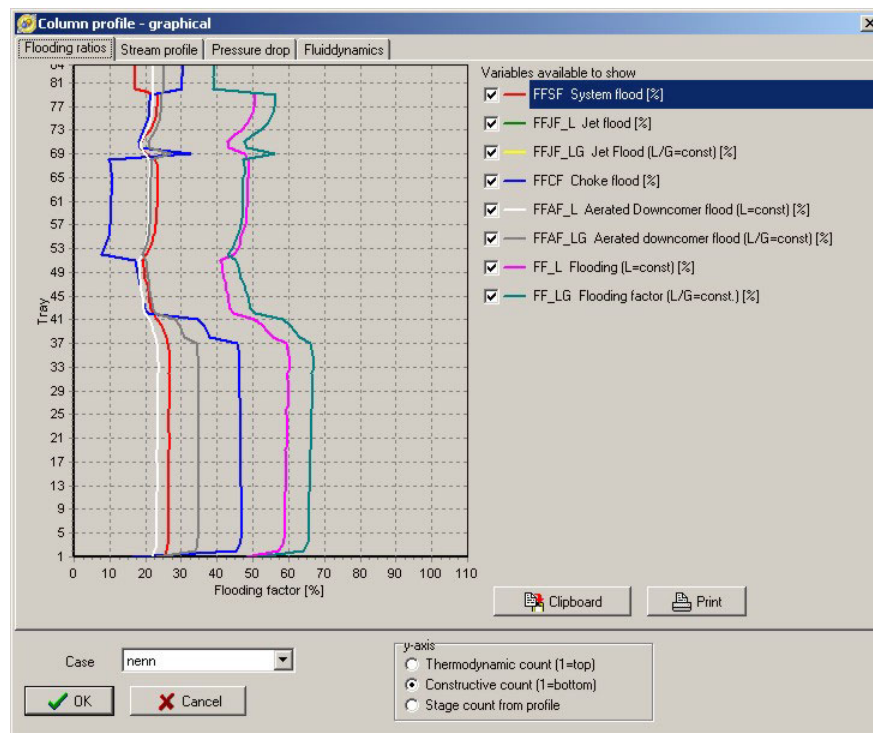 Column profile - graphical
Flooding ratios Stream profile Pressure drop Fluiddynamics
Variables available to show
FFSF System flood [%]
FFJF_L Jet flood [%]
FFJF_LG Jet Flood (L/G=const) [%]
FFCF Choke flood [%]
FFAF_L Aerated Downcomer flood (L=const) [%]
FFAF_LG Aerated downcomer flood (L/G=const) [%]
FF_L Flooding (L=const) [%]
FF_LG Flooding factor (L/G=const.) [%]
84
81
77
73
69
65
61
57
53
49
45
41
37
33
29
25
21
17
13
9
5
1
Tray
0 10 20 30 40 50 60 70 80 90 100 110
Flooding factor [%]
Clipboard Print
Case nenn
OK Cancel
y-axis
Thermodynamic count (1=top)
Constructive count (1=bottom)
Stage count from profile